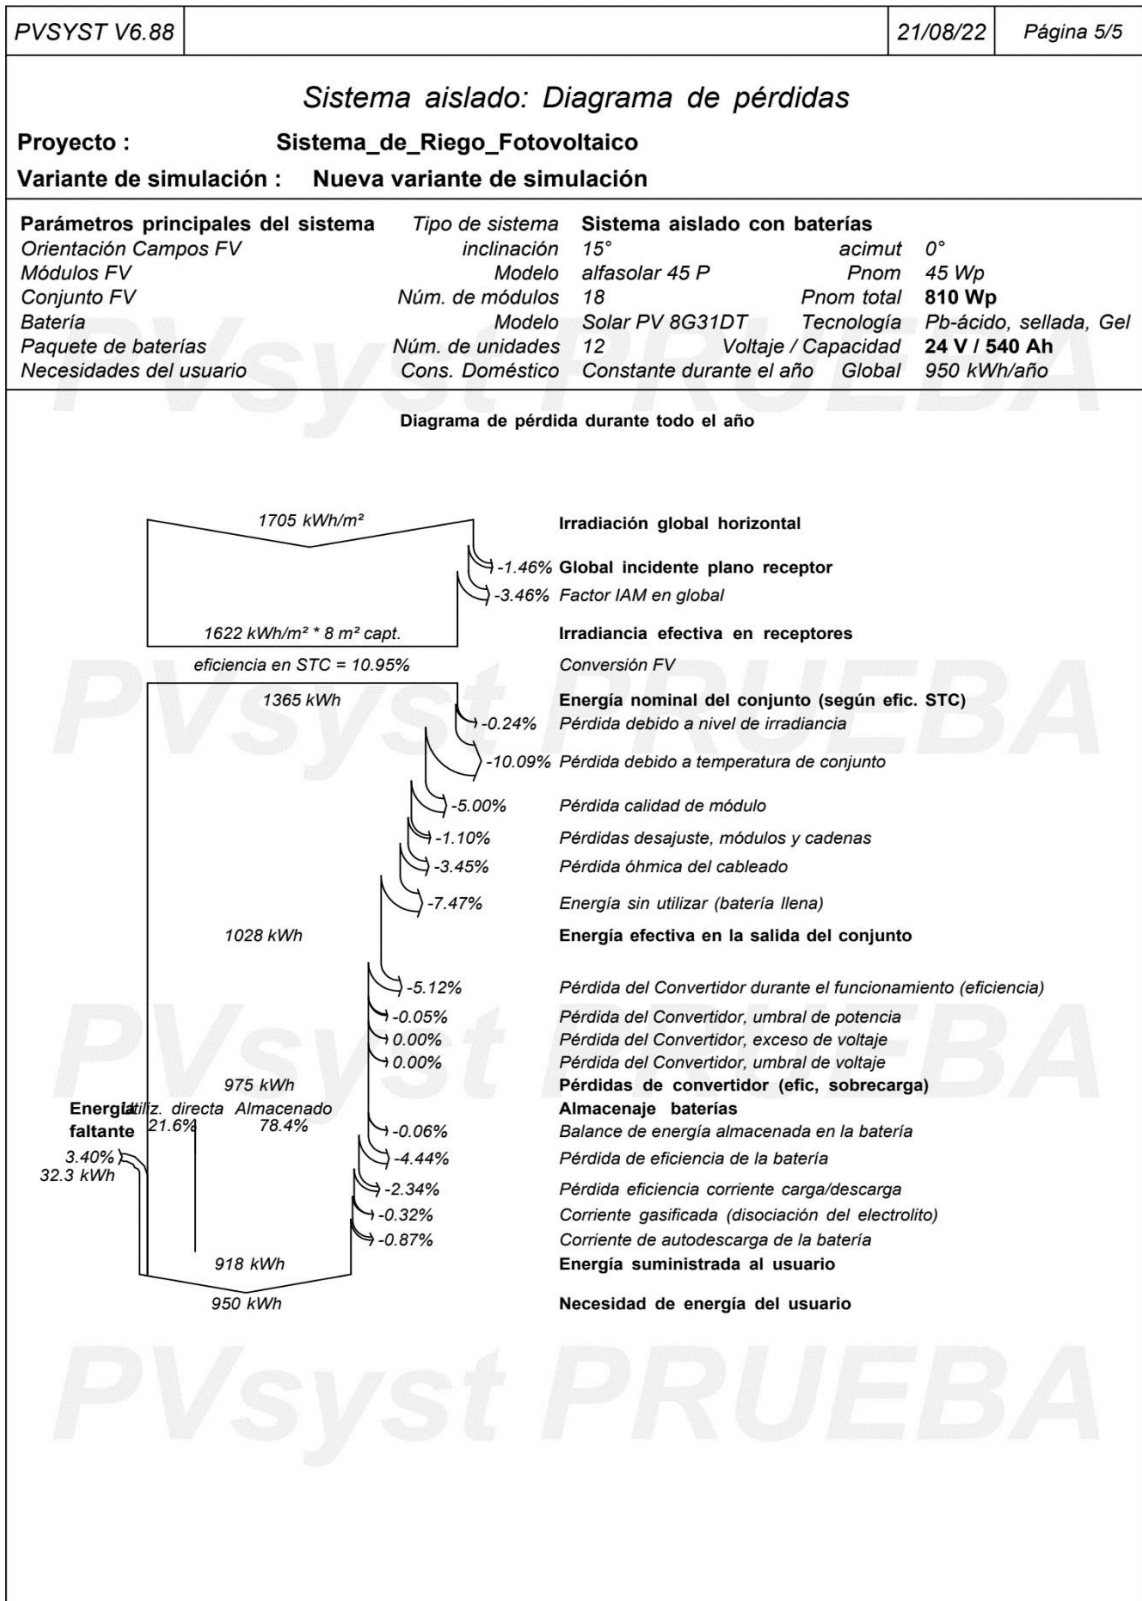 PVSYST V6.88 21/08/22 Página 5/5
Sistema aislado: Diagrama de pérdidas
Proyecto : Sistema_de_Riego_Fotovoltaico
Variante de simulación : Nueva variante de simulación
Parámetros principales del sistema Tipo de sistema Sistema aislado con baterías
Orientación Campos FV inclinación 15° acimut 0°
Módulos FV Modelo alfasolar 45 P Pnom 45 Wp
Conjunto FV Núm. de módulos 18 Pnom total 810 Wp
Batería Modelo Solar PV 8G31DT Tecnología Pb-ácido, sellada, Gel
Paquete de baterías Núm. de unidades 12 Voltaje / Capacidad 24 V / 540 Ah
Necesidades del usuario Cons. Doméstico Constante durante el año Global 950 kWh/año
PVsyst PRUEBA
Diagrama de pérdida durante todo el año
1705 kWh/m² Irradiación global horizontal
-1.46% Global incidente plano receptor
-3.46% Factor IAM en global
1622 kWh/m² * 8 m² capt. Irradiancia efectiva en receptores
eficiencia en STC = 10.95% Conversión FV
PVsyst PRUEBA
1365 kWh Energía nominal del conjunto (según efic. STC)
-0.24% Pérdida debido a nivel de irradiancia
-10.09% Pérdida debido a temperatura de conjunto
-5.00% Pérdida calidad de módulo
-1.10% Pérdidas desajuste, módulos y cadenas
-3.45% Pérdida óhmica del cableado
-7.47% Energía sin utilizar (batería llena)
1028 kWh Energía efectiva en la salida del conjunto
-5.12% Pérdida del Convertidor durante el funcionamiento (eficiencia)
-0.05% Pérdida del Convertidor, umbral de potencia
0.00% Pérdida del Convertidor, exceso de voltaje
PVsyst PRUEBA
0.00% Pérdida del Convertidor, umbral de voltaje
975 kWh Pérdidas de convertidor (efic, sobrecarga)
Energía directa Almacenado Almacenaje baterías
faltante 21.6% 78.4% -0.06% Balance de energía almacenada en la batería
3.40% -4.44% Pérdida de eficiencia de la batería
32.3 kWh
-2.34% Pérdida eficiencia corriente carga/descarga
-0.32% Corriente gasificada (disociación del electrolito)
-0.87% Corriente de autodescarga de la batería
918 kWh Energía suministrada al usuario
950 kWh Necesidad de energía del usuario
PVsyst PRUEBA